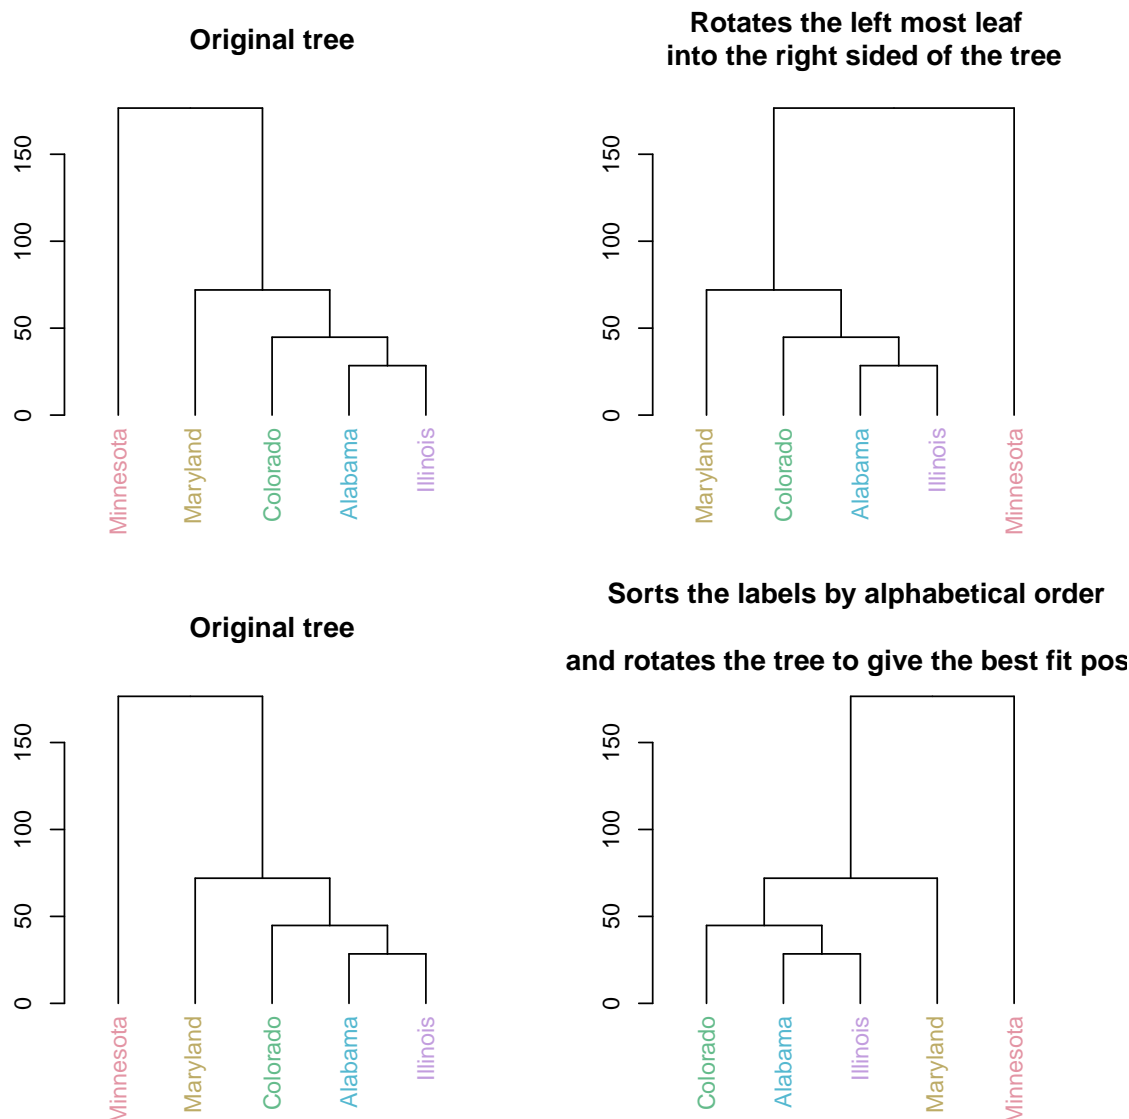 Original tree
150
100
50
0
Minnesota
Maryland
Colorado
Alabama
Illinois
Rotates the left most leaf
into the right sided of the tree
150
100
50
0
Maryland
Colorado
Alabama
Illinois
Minnesota
Original tree
150
100
50
0
Minnesota
Maryland
Colorado
Alabama
Illinois
Sorts the labels by alphabetical order
and rotates the tree to give the best fit pos
150
100
50
0
Colorado
Alabama
Illinois
Maryland
Minnesota